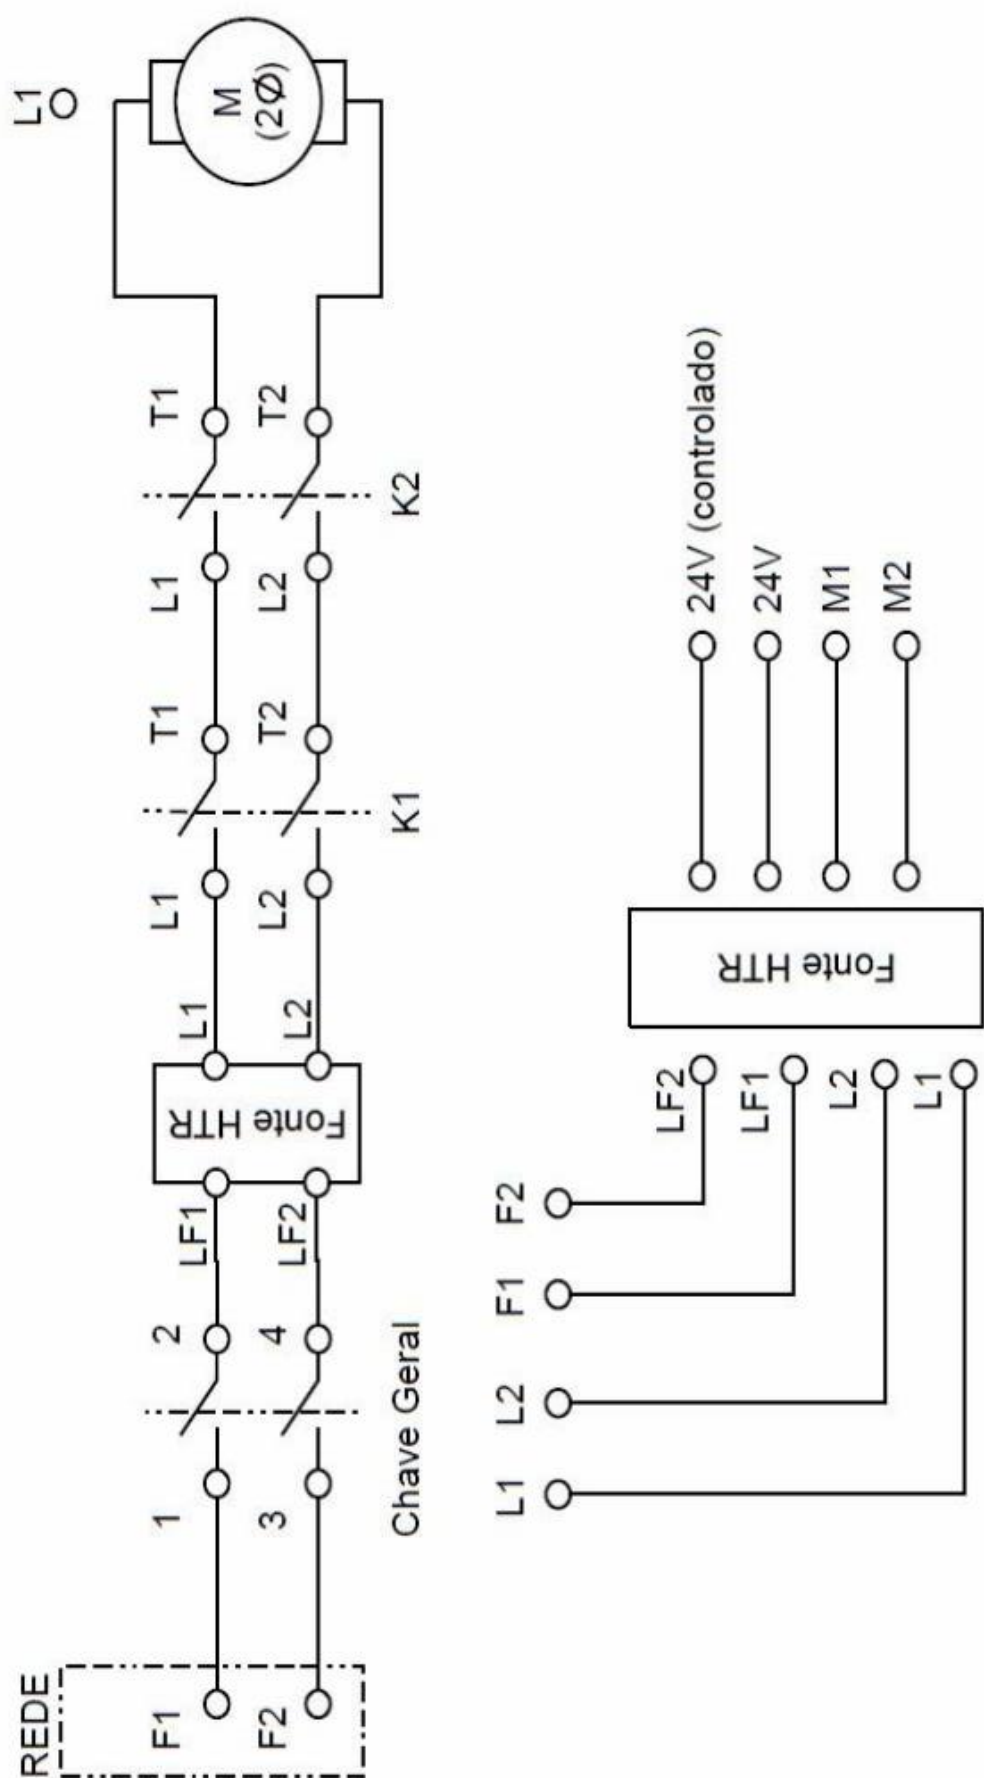 REDE
F1
F2
1
3
2
4
Chave Geral
LF1
LF2
Fonte HTR
L1
L2
L1
L2
T1
T2
K1
L1
L2
T1
T2
K2
L1
M
(2Ø)
L1
L2
F1
F2
LF2
LF1
L2
L1
Fonte HTR
24V (controlado)
24V
M1
M2